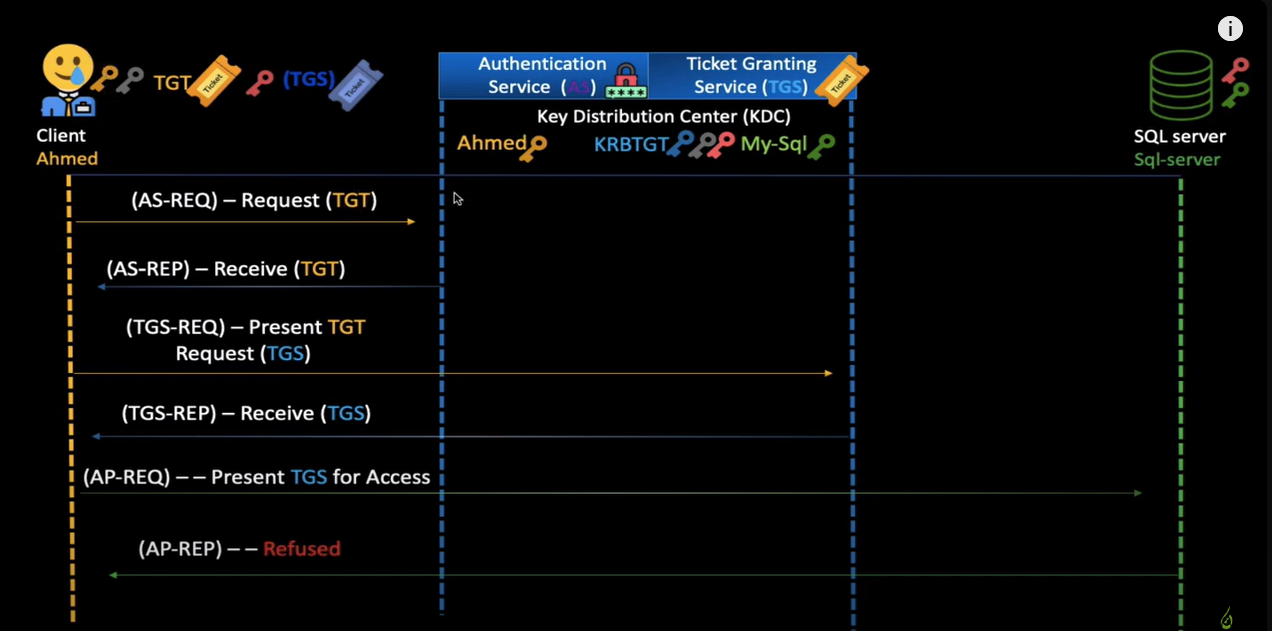 i
TGT
Ticket
(TGS)
Ticket
Client
Ahmed
Authentication
Service (AS)
****
Ticket Granting
Service (TGS)
Ticket
Key Distribution Center (KDC)
Ahmed
KRBTGT
My-Sql
SQL server
Sql-server
(AS-REQ) – Request (TGT)
(AS-REP) – Receive (TGT)
(TGS-REQ) – Present TGT
Request (TGS)
(TGS-REP) – Receive (TGS)
(AP-REQ) – – Present TGS for Access
(AP-REP) – – Refused